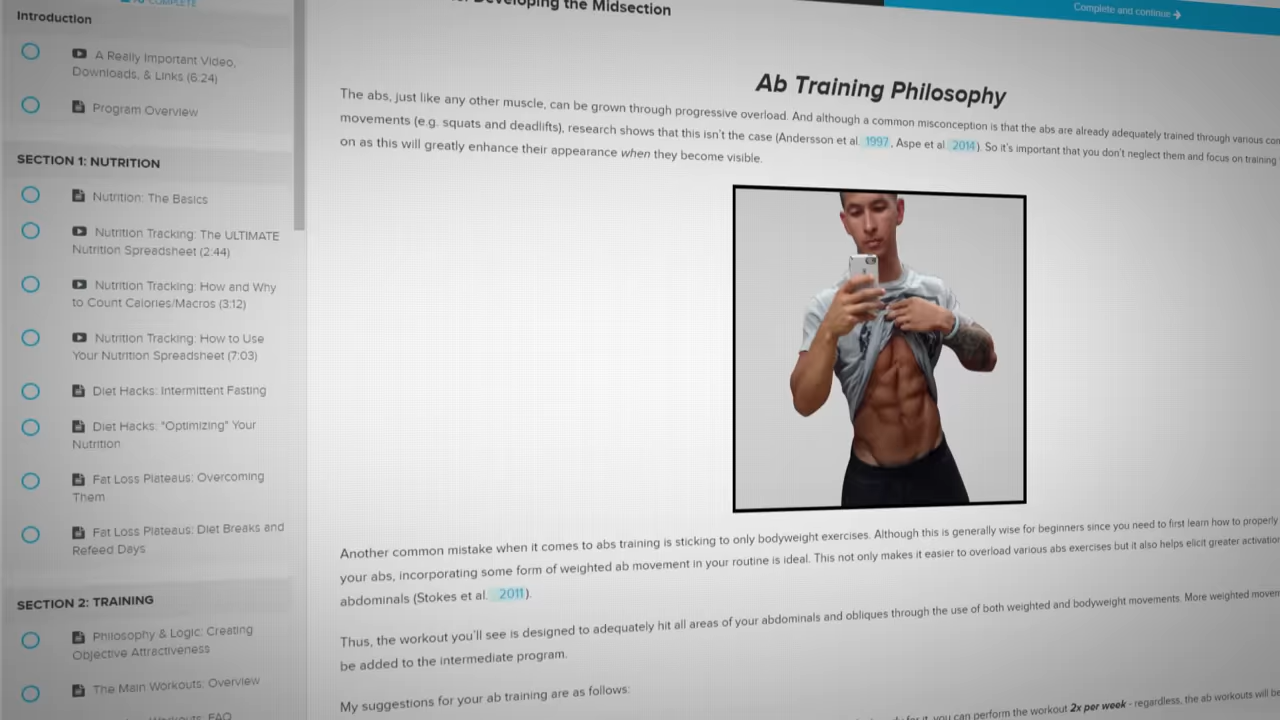 COMPLETE
Introduction
A Really Important Video,
Downloads, & Links (6:24)
Program Overview
SECTION 1: NUTRITION
Nutrition: The Basics
Nutrition Tracking: The ULTIMATE
Nutrition Spreadsheet (2:44)
Nutrition Tracking: How and Why
to Count Calories/Macros (3:12)
Nutrition Tracking: How to Use
Your Nutrition Spreadsheet (7:03)
Diet Hacks: Intermittent Fasting
Diet Hacks: "Optimizing" Your
Nutrition
Fat Loss Plateaus: Overcoming
Them
Fat Loss Plateaus: Diet Breaks and
Refeed Days
SECTION 2: TRAINING
Philosophy & Logic: Creating
Objective Attractiveness
The Main Workouts: Overview
Workouts: FAQ
Developing the Midsection
Complete and continue →
Ab Training Philosophy
The abs, just like any other muscle, can be grown through progressive overload. And although a common misconception is that the abs are already adequately trained through various
movements (e.g. squats and deadlifts), research shows that this isn't the case (Andersson et al. 1997, Aspe et al. 2014). So it's important that you don't neglect them and focus on training
on as this will greatly enhance their appearance when they become visible.
Another common mistake when it comes to abs training is sticking to only bodyweight exercises. Although this is generally wise for beginners since you need to first learn how to properly
your abs, incorporating some form of weighted ab movement in your routine is ideal. This not only makes it easier to overload various abs exercises but it also helps elicit greater
abdominals (Stokes et al. 2011).
Thus, the workout you'll see is designed to adequately hit all areas of your abdominals and obliques through the use of both weighted and bodyweight movements. More weighted
be added to the intermediate program.
My suggestions for your ab training are as follows:
you can perform the workout 2x per week - regardless, the ab workouts will be